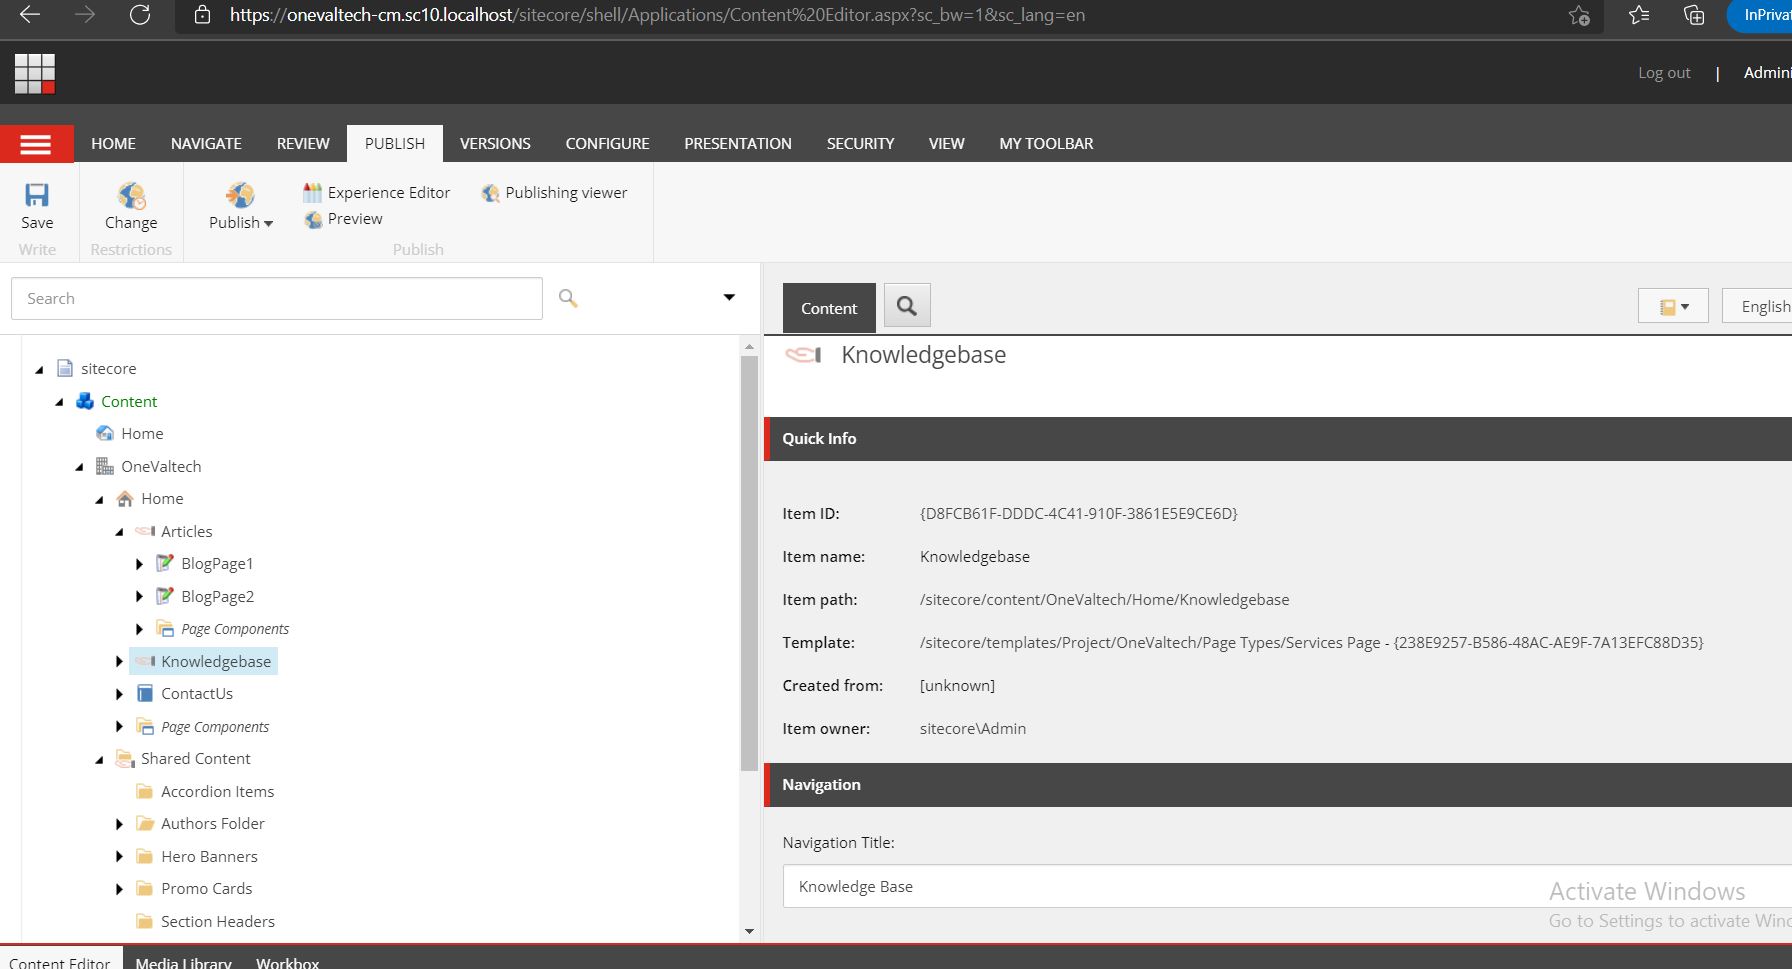 https://onevaltech-cm.sc10.localhost/sitecore/shell/Applications/Content%20Editor.aspx?sc_bw=1&sc_lang=en
InPriva
Log out | Admini
HOME NAVIGATE REVIEW PUBLISH VERSIONS CONFIGURE PRESENTATION SECURITY VIEW MY TOOLBAR
Experience Editor Publishing viewer
Save Change Publish Preview
Write Restrictions Publish
Search
sitecore
Content
Home
OneValtech
Home
Articles
BlogPage1
BlogPage2
Page Components
Knowledgebase
ContactUs
Page Components
Shared Content
Accordion Items
Authors Folder
Hero Banners
Promo Cards
Section Headers
Content English
Knowledgebase
Quick Info
Item ID: {D8FCB61F-DDDC-4C41-910F-3861E5E9CE6D}
Item name: Knowledgebase
Item path: /sitecore/content/OneValtech/Home/Knowledgebase
Template: /sitecore/templates/Project/OneValtech/Page Types/Services Page - {238E9257-B586-48AC-AE9F-7A13EFC88D35}
Created from: [unknown]
Item owner: sitecore\Admin
Navigation
Navigation Title:
Knowledge Base
Activate Windows
Go to Settings to activate Wind
Content Editor Media Library Workbox